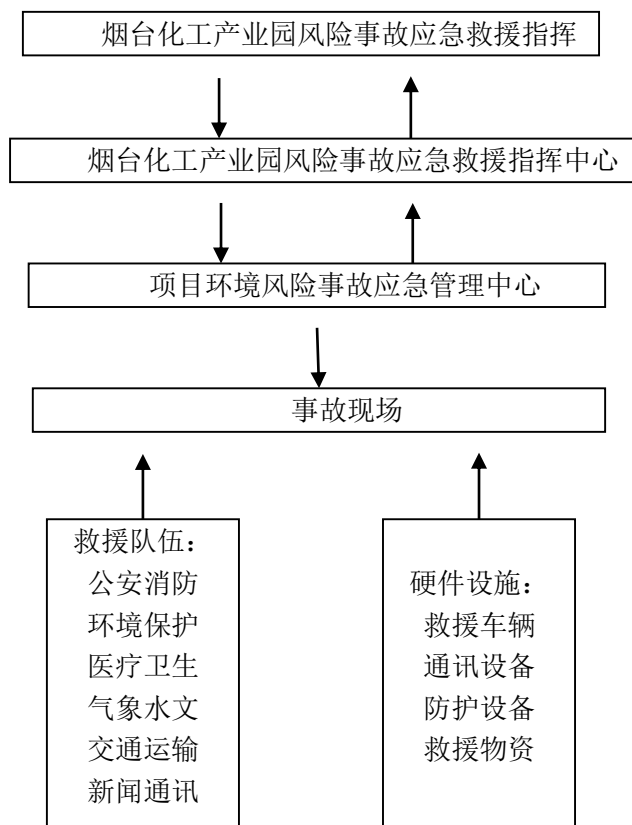 烟台化工产业园风险事故应急救援指挥
烟台化工产业园风险事故应急救援指挥中心
项目环境风险事故应急管理中心
事故现场
救援队伍：
公安消防
环境保护
医疗卫生
气象水文
交通运输
新闻通讯
硬件设施：
救援车辆
通讯设备
防护设备
救援物资